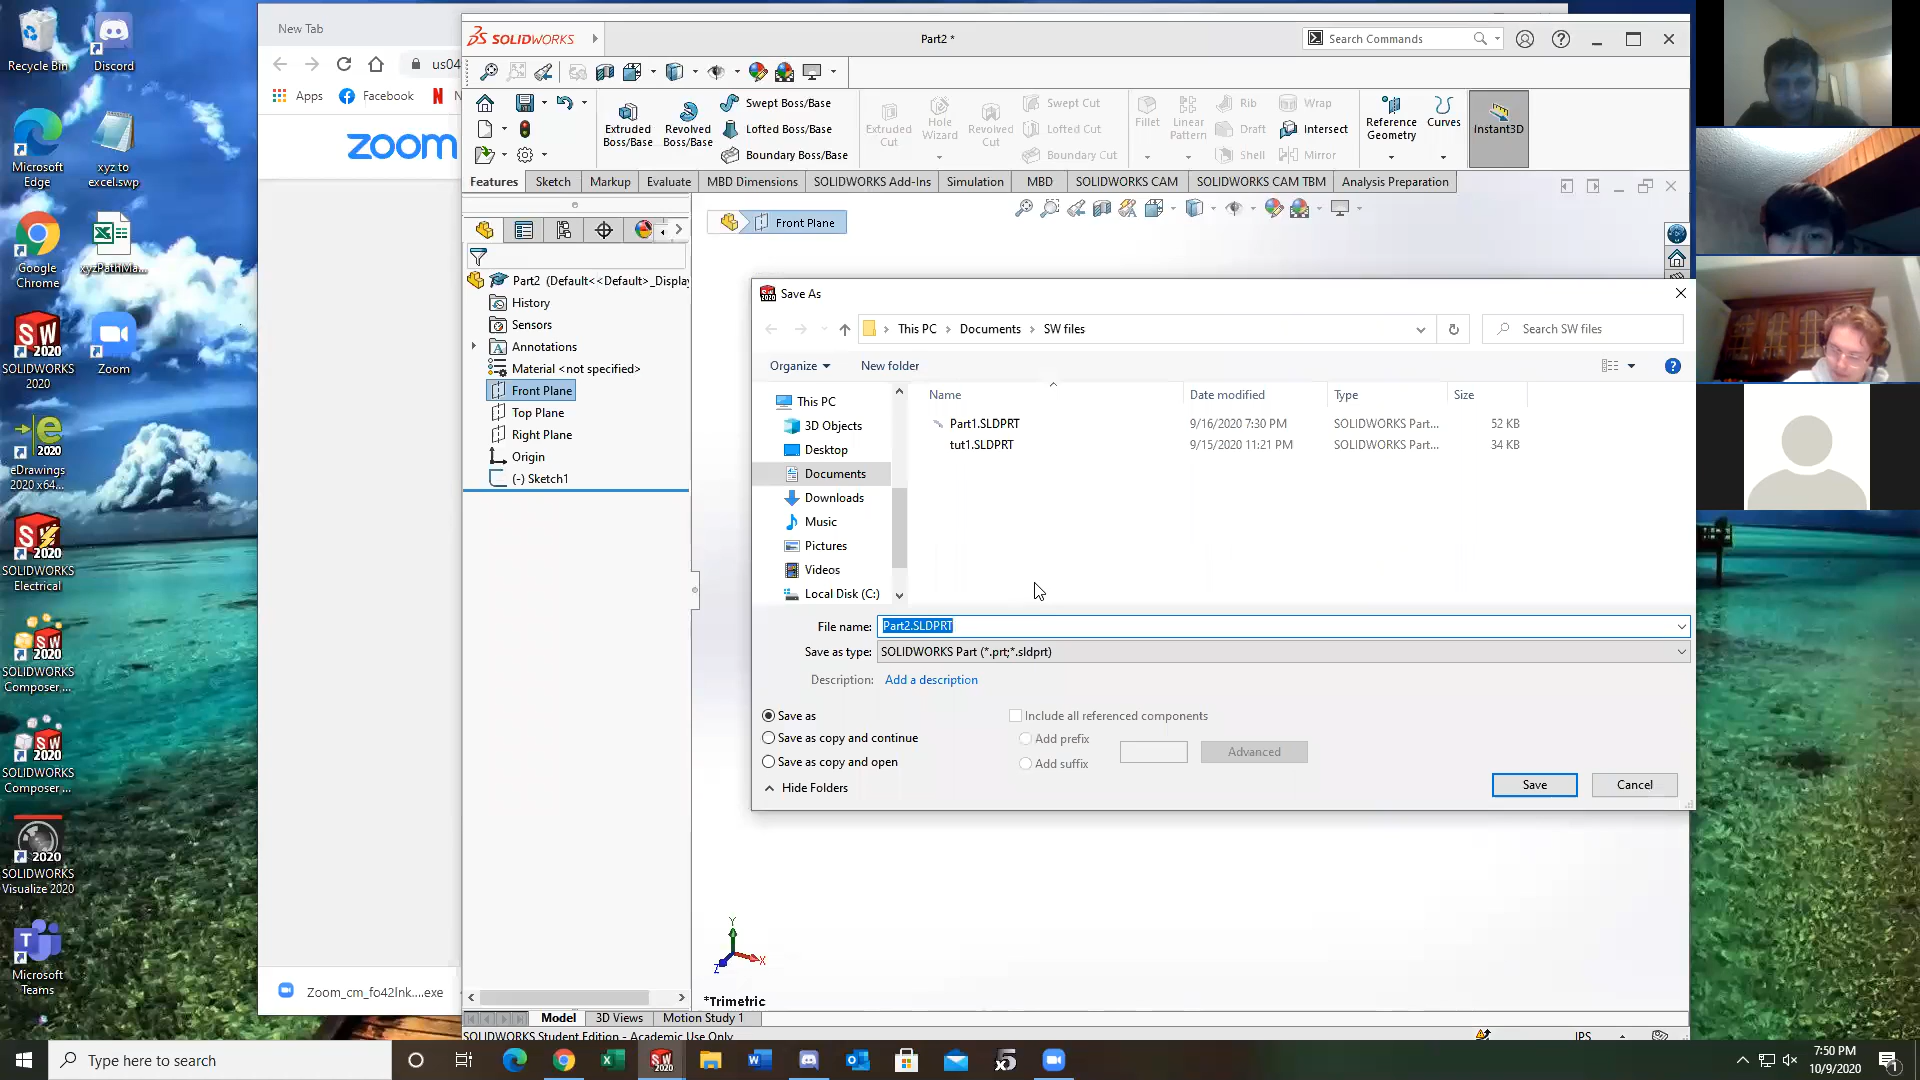 Recycle Bin
Discord
Microsoft
Edge
xyz to
excel.swp
Google
Chrome
xyzPathMa...
SOLIDWORKS
2020
Zoom
eDrawings
2020 x64...
SOLIDWORKS
Electrical
SOLIDWORKS
Composer ...
SOLIDWORKS
Composer ...
SOLIDWORKS
Visualize 2020
Microsoft
Teams
New Tab
us04
Apps
Facebook
zoom
Zoom_cm_fo42lnk....exe
SOLIDWORKS
Part2 *
Search Commands
Extruded
Boss/Base
Revolved
Boss/Base
Swept Boss/Base
Lofted Boss/Base
Boundary Boss/Base
Extruded
Cut
Hole
Wizard
Revolved
Cut
Swept Cut
Lofted Cut
Boundary Cut
Fillet
Linear
Pattern
Rib
Draft
Shell
Wrap
Intersect
Mirror
Reference
Geometry
Curves
Instant3D
Features
Sketch
Markup
Evaluate
MBD Dimensions
SOLIDWORKS Add-Ins
Simulation
MBD
SOLIDWORKS CAM
SOLIDWORKS CAM TBM
Analysis Preparation
Front Plane
Part2 (Default<<Default>_Display
History
Sensors
Annotations
Material <not specified>
Front Plane
Top Plane
Right Plane
Origin
(-) Sketch1
Save As
This PC > Documents > SW files
Search SW files
Organize
New folder
This PC
3D Objects
Desktop
Documents
Downloads
Music
Pictures
Videos
Local Disk (C:)
Name Date modified Type Size
Part1.SLDPRT 9/16/2020 7:30 PM SOLIDWORKS Part... 52 KB
tut1.SLDPRT 9/15/2020 11:21 PM SOLIDWORKS Part... 34 KB
File name: Part2.SLDPRT
Save as type: SOLIDWORKS Part (*.prt;*.sldprt)
Description: Add a description
Save as
Save as copy and continue
Save as copy and open
Include all referenced components
Add prefix
Add suffix
Advanced
Hide Folders
Save
Cancel
Y
X
Z
*Trimetric
Model
3D Views
Motion Study 1
SOLIDWORKS Student Edition - Academic Use Only
IPS
Type here to search
7:50 PM
10/9/2020